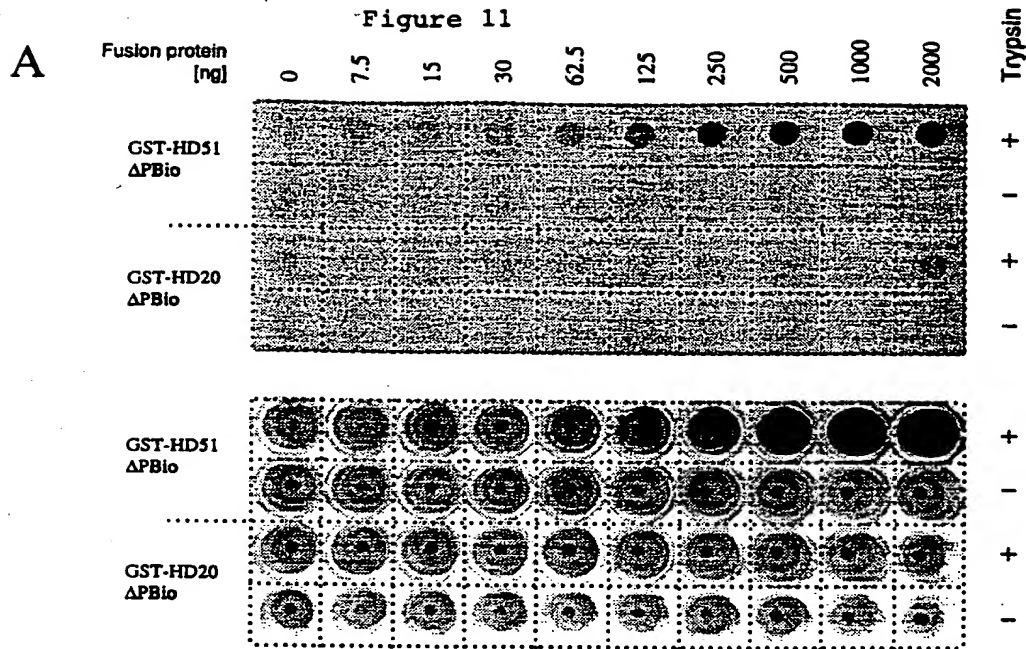 Figure 11
A
Fusion protein
[ng]
0 7.5 15 30 62.5 125 250 500 1000 2000
Trypsin
GST-HD51
ΔPBio
+
−
GST-HD20
ΔPBio
+
−
GST-HD51
ΔPBio
+
−
GST-HD20
ΔPBio
+
−